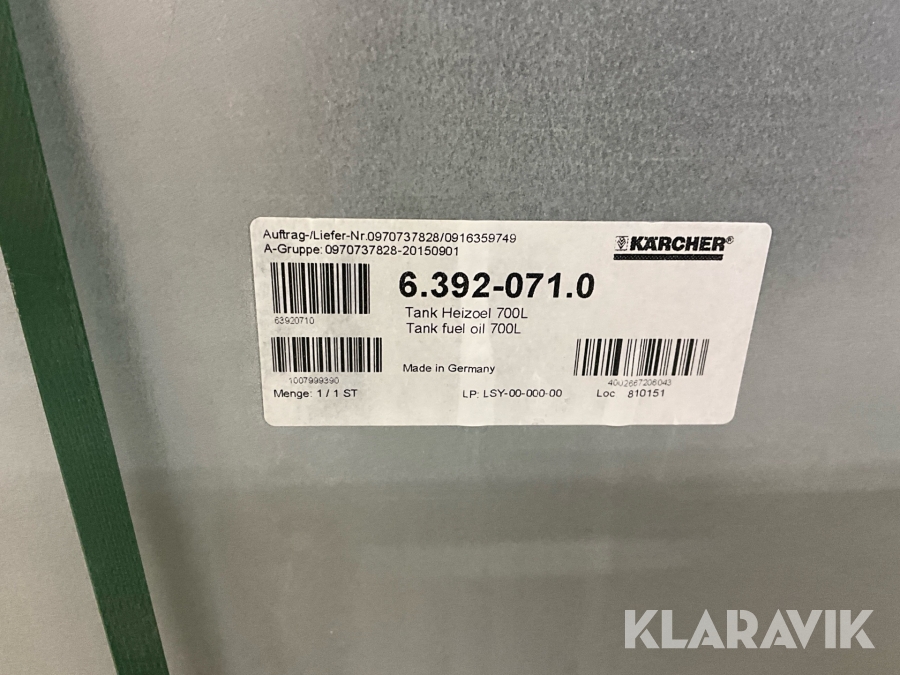 Auftrag-/Liefer-Nr.0970737828/0916359749
A-Gruppe: 0970737828-20150901
KÄRCHER®
6.392-071.0
63920710
Tank Heizoel 700L
Tank fuel oil 700L
Made in Germany
1007999390
4002667206043
Menge: 1 / 1 ST
LP: LSY-00-000-00
Loc 810151
KLARAVIK